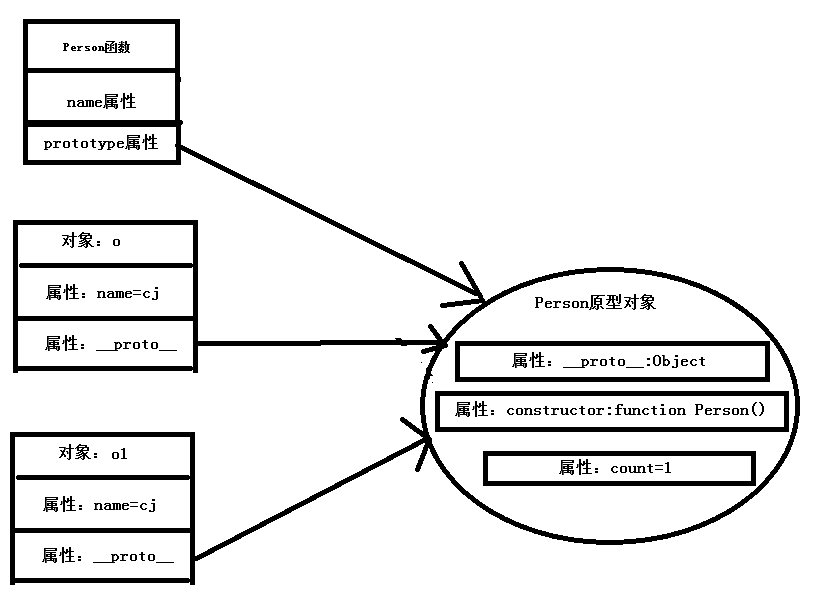 Person函数
name属性
prototype属性
对象：o
属性：name=cj
属性：__proto__
对象：o1
属性：name=cj
属性：__proto__
Person原型对象
属性：__proto__:Object
属性：constructor:function Person()
属性：count=1